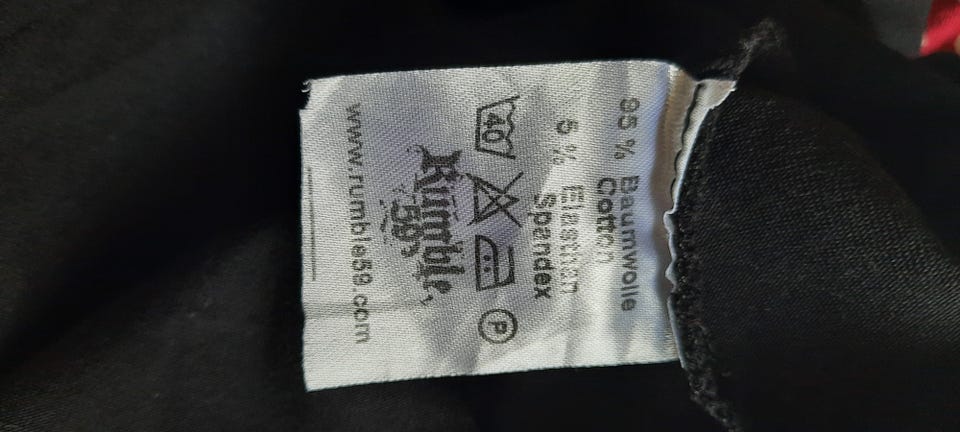 95 % Baumwolle
Cotton
5 % Elasthan
Spandex
40 P
Rumble
59
www.rumble59.com